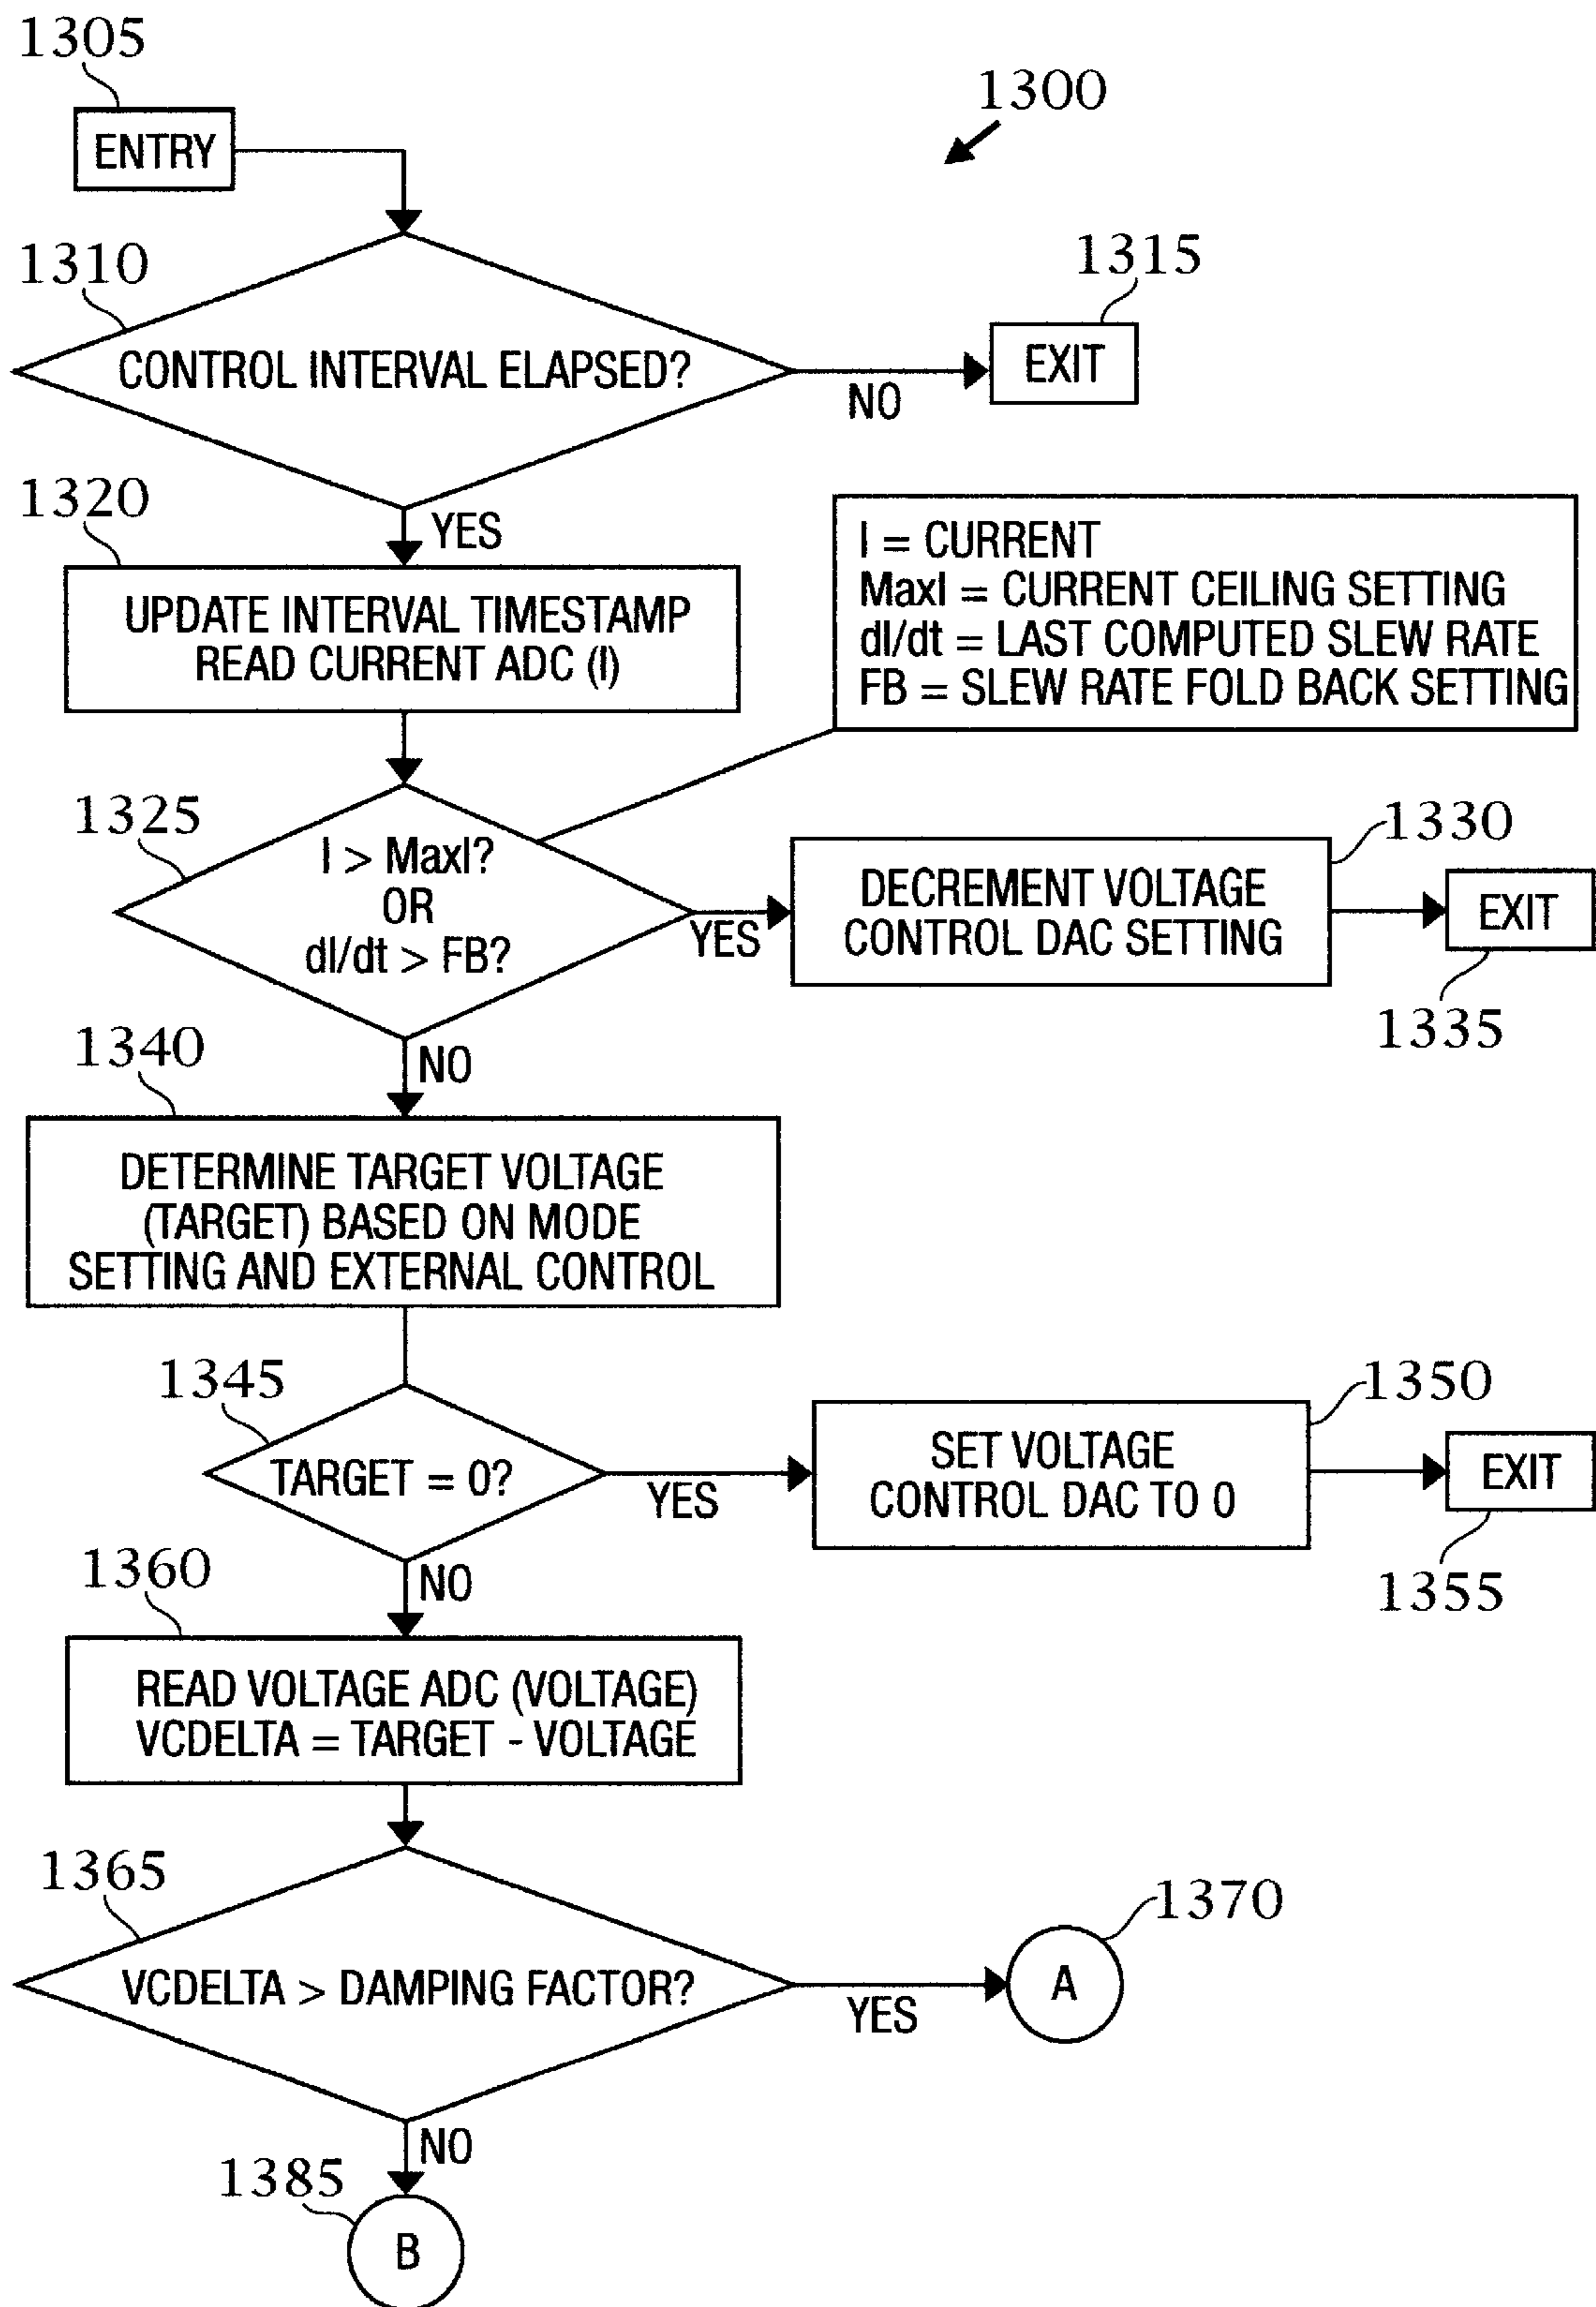 1305
1300
ENTRY
1310
1315
CONTROL INTERVAL ELAPSED?
NO
EXIT
1320
YES
UPDATE INTERVAL TIMESTAMP
READ CURRENT ADC (I)
I = CURRENT
MaxI = CURRENT CEILING SETTING
dI/dt = LAST COMPUTED SLEW RATE
FB = SLEW RATE FOLD BACK SETTING
1325
I > MaxI?
OR
dI/dt > FB?
YES
1330
DECREMENT VOLTAGE
CONTROL DAC SETTING
EXIT
1335
1340
NO
DETERMINE TARGET VOLTAGE
(TARGET) BASED ON MODE
SETTING AND EXTERNAL CONTROL
1345
TARGET = 0?
YES
1350
SET VOLTAGE
CONTROL DAC TO 0
EXIT
1355
1360
NO
READ VOLTAGE ADC (VOLTAGE)
VCDELTA = TARGET - VOLTAGE
1365
VCDELTA > DAMPING FACTOR?
YES
1370
A
NO
1385
B